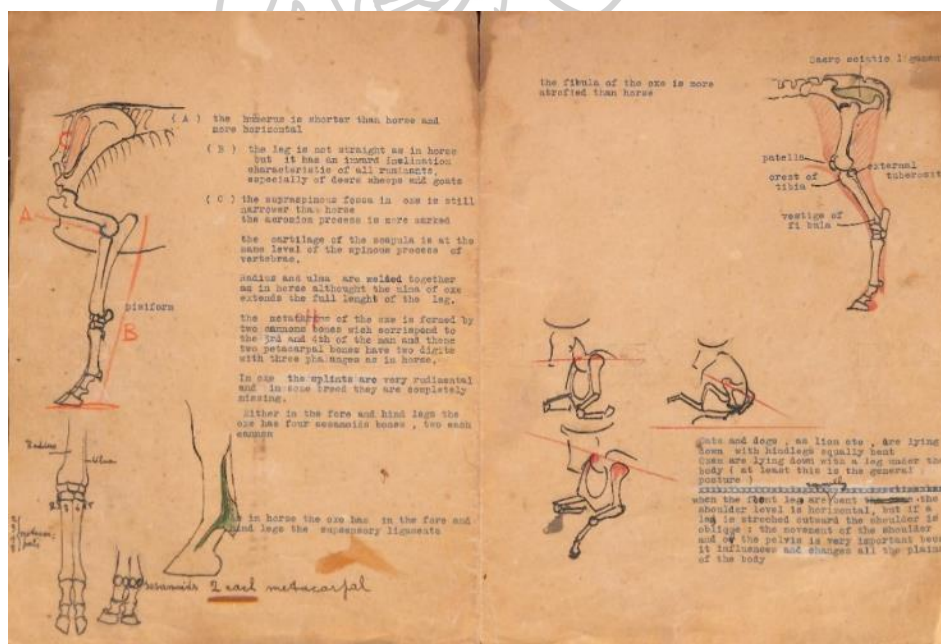 ( A ) the humerus is shorter than horse and
more horizontal
( B ) the leg is not straight as in horse
but it has an inward inclination
characteristic of all ruminants,
especially of deers sheeps and goats
( C ) the supraspinous fossa in oxe is still
narrower than horse
the acromion process is more marked
the cartilage of the scapula is at the
same level of the spinous process of
vertebrae.
Radius and ulna are welded together
as in horse althought the ulna of oxe
extends the full lenght of the leg.
the of the oxe is formed by
two cannons bones wich corrispond to
the 3rd and 4th of the man and these
two metacarpal bones have two digits
with three phalanges as in horse.
In oxe the splints are very rudimental
and in some breed they are completely
missing.
Either in the fore and hind legs the
oxe has four sesamoids bones , two each
cannon
C
A
B
pisiform
Radius
Ulna
As in horse the oxe has in the fore and
hind legs the suspensory ligaments
sesamoids 2 each metacarpal
the fibula of the oxe is more
atrofied than horse
Sacro sciatic ligament
patella
crest of
tibia
external
tuberosity
vestige of
fibula
Cats and dogs , as lion etc , are lying
down with hindlegs equally bent
Oxen are lying down with a leg under the
body ( at least this is the general
posture )
when the front leg are bent the
shoulder level is horizontal, but if a
leg is streched outward the shoulder is
oblique ; the movement of the shoulder
and of the pelvis is very important
it influences and changes all the plains
of the body